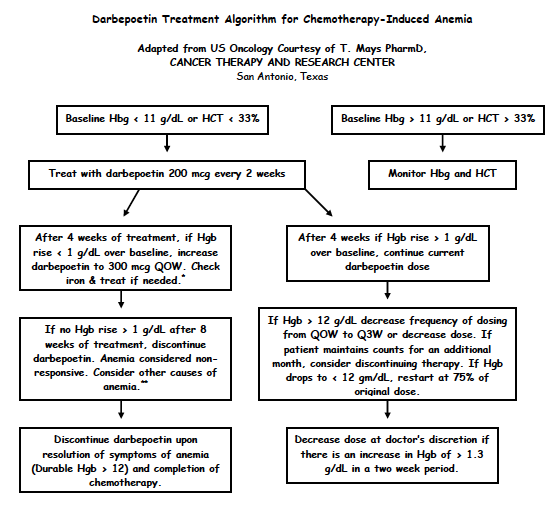 Darbepoetin Treatment Algorithm for Chemotherapy-Induced Anemia
Adapted from US Oncology Courtesy of T. Mays PharmD,
CANCER THERAPY AND RESEARCH CENTER
San Antonio, Texas
Baseline Hbg < 11 g/dL or HCT < 33%
Baseline Hbg > 11 g/dL or HCT > 33%
Treat with darbepoetin 200 mcg every 2 weeks
Monitor Hbg and HCT
After 4 weeks of treatment, if Hgb
rise < 1 g/dL over baseline, increase
darbepoetin to 300 mcg QOW. Check
iron & treat if needed.*
After 4 weeks if Hgb rise > 1 g/dL
over baseline, continue current
darbepoetin dose
If no Hgb rise > 1 g/dL after 8
weeks of treatment, discontinue
darbepoetin. Anemia considered non-
responsive. Consider other causes of
anemia.**
If Hgb > 12 g/dL decrease frequency of dosing
from QOW to Q3W or decrease dose. If
patient maintains counts for an additional
month, consider discontinuing therapy. If Hgb
drops to < 12 gm/dL, restart at 75% of
original dose.
Discontinue darbepoetin upon
resolution of symptoms of anemia
(Durable Hgb > 12) and completion of
chemotherapy.
Decrease dose at doctor's discretion if
there is an increase in Hgb of > 1.3
g/dL in a two week period.